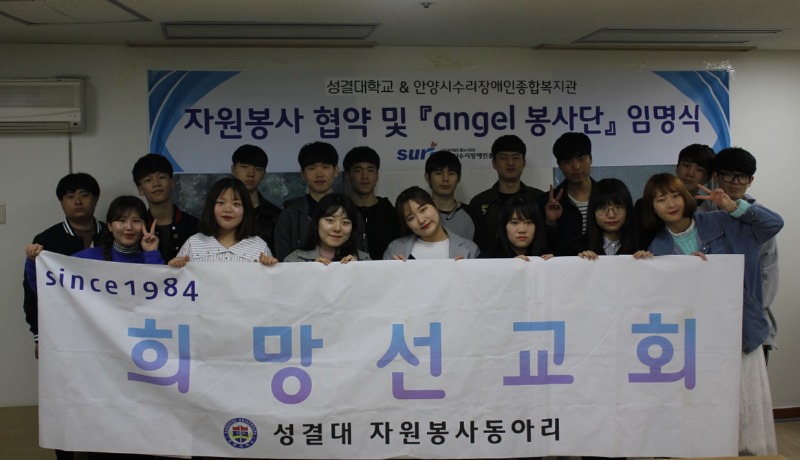 성결대학교 & 안양시수리장애인종합복지관
자원봉사 협약 및 『angel 봉사단』 임명식
since1984
희망선교회
성결대 자원봉사동아리